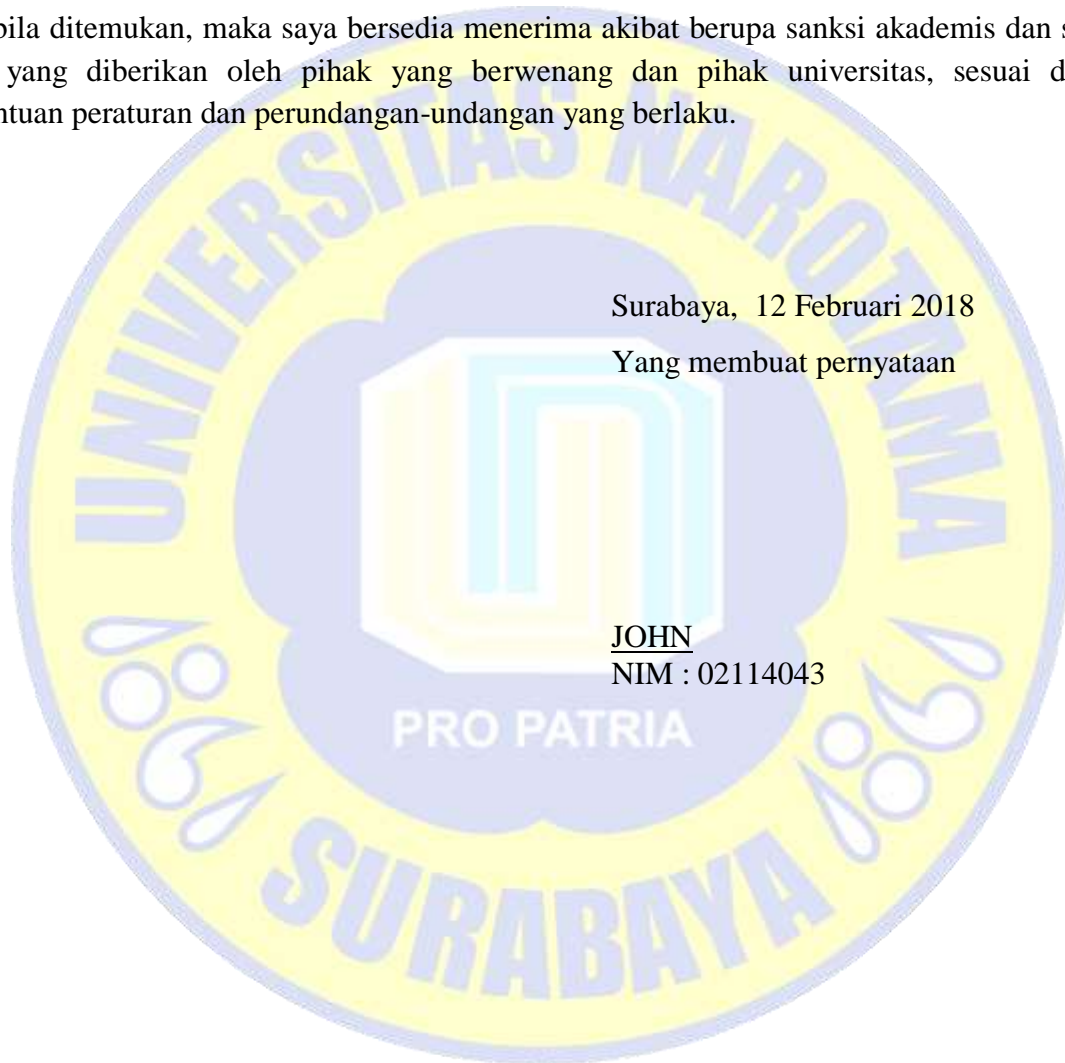 bila ditemukan, maka saya bersedia menerima akibat berupa sanksi akademis dan s
yang diberikan oleh pihak yang berwenang dan pihak universitas, sesuai d
ntuan peraturan dan perundangan-undangan yang berlaku.
UNIVERSITAS NAROTAMA
Surabaya, 12 Februari 2018
Yang membuat pernyataan
JOHN
NIM : 02114043
PRO PATRIA
SURABAYA